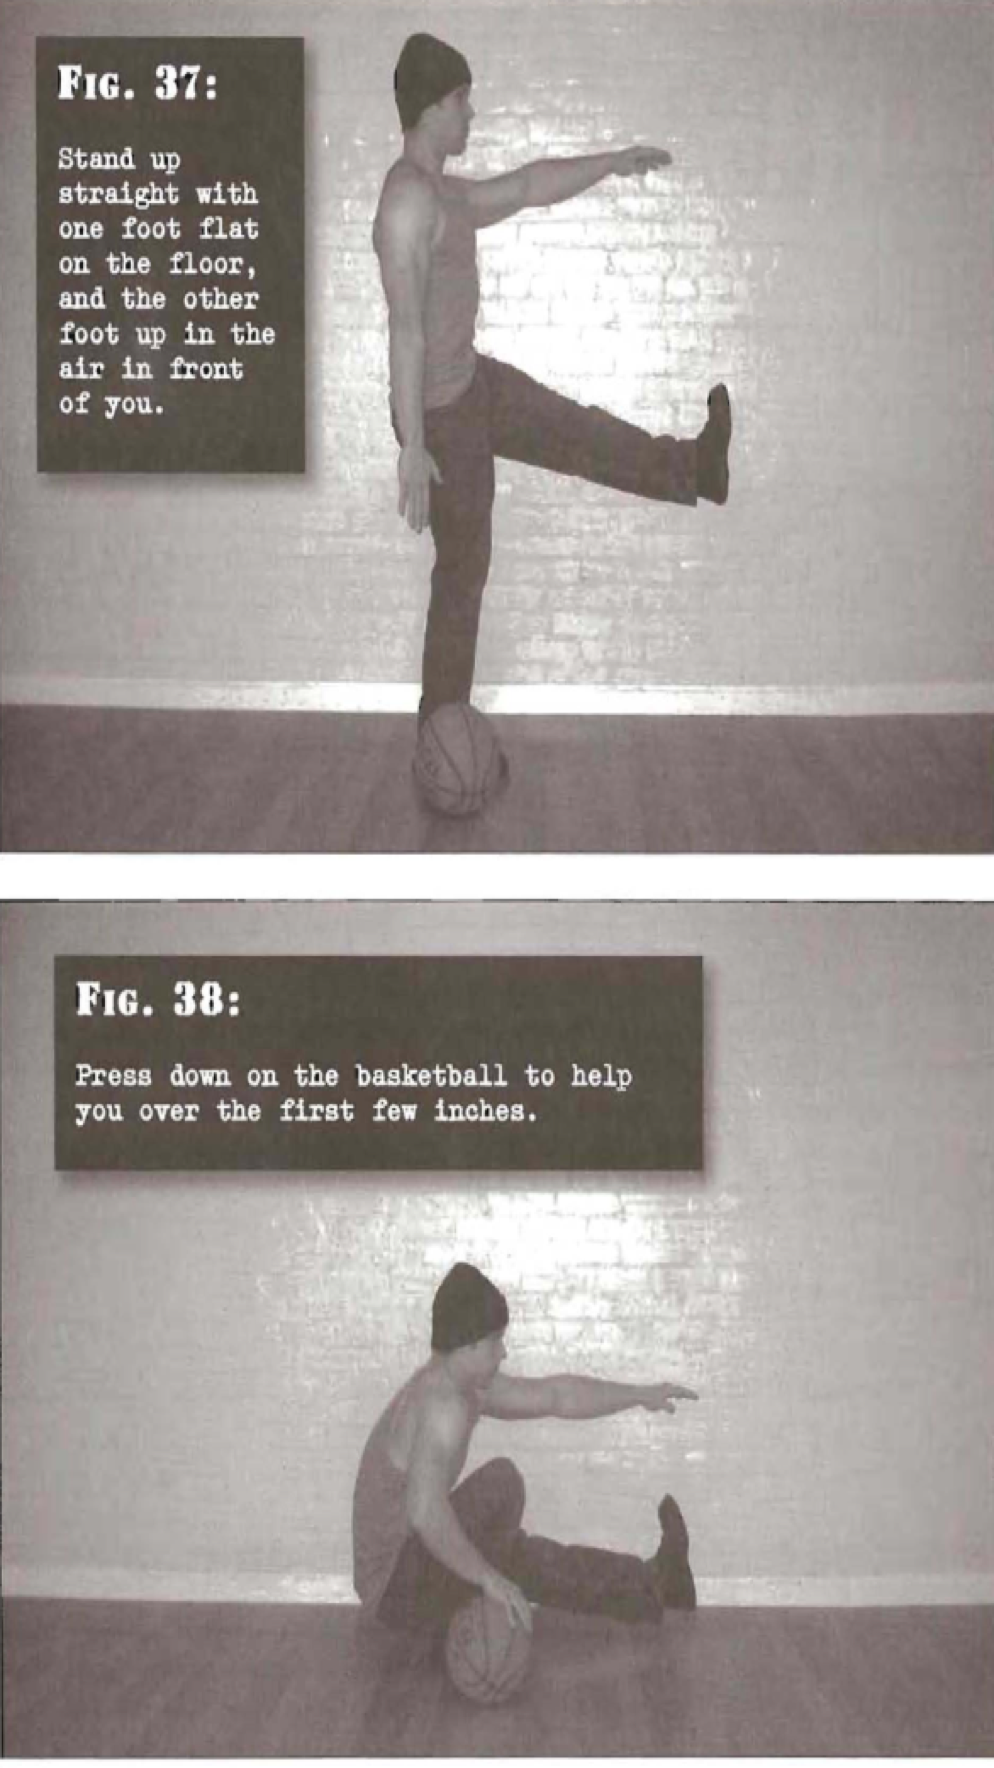 FIG. 37:
Stand up
straight with
one foot flat
on the floor,
and the other
foot up in the
air in front
of you.
FIG. 38:
Press down on the basketball to help
you over the first few inches.